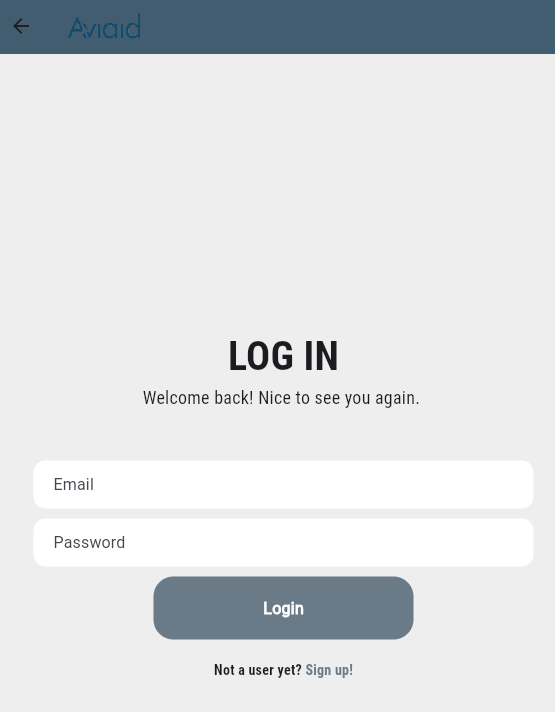 Aviaid
LOG IN
Welcome back! Nice to see you again.
Email
Password
Login
Not a user yet? Sign up!